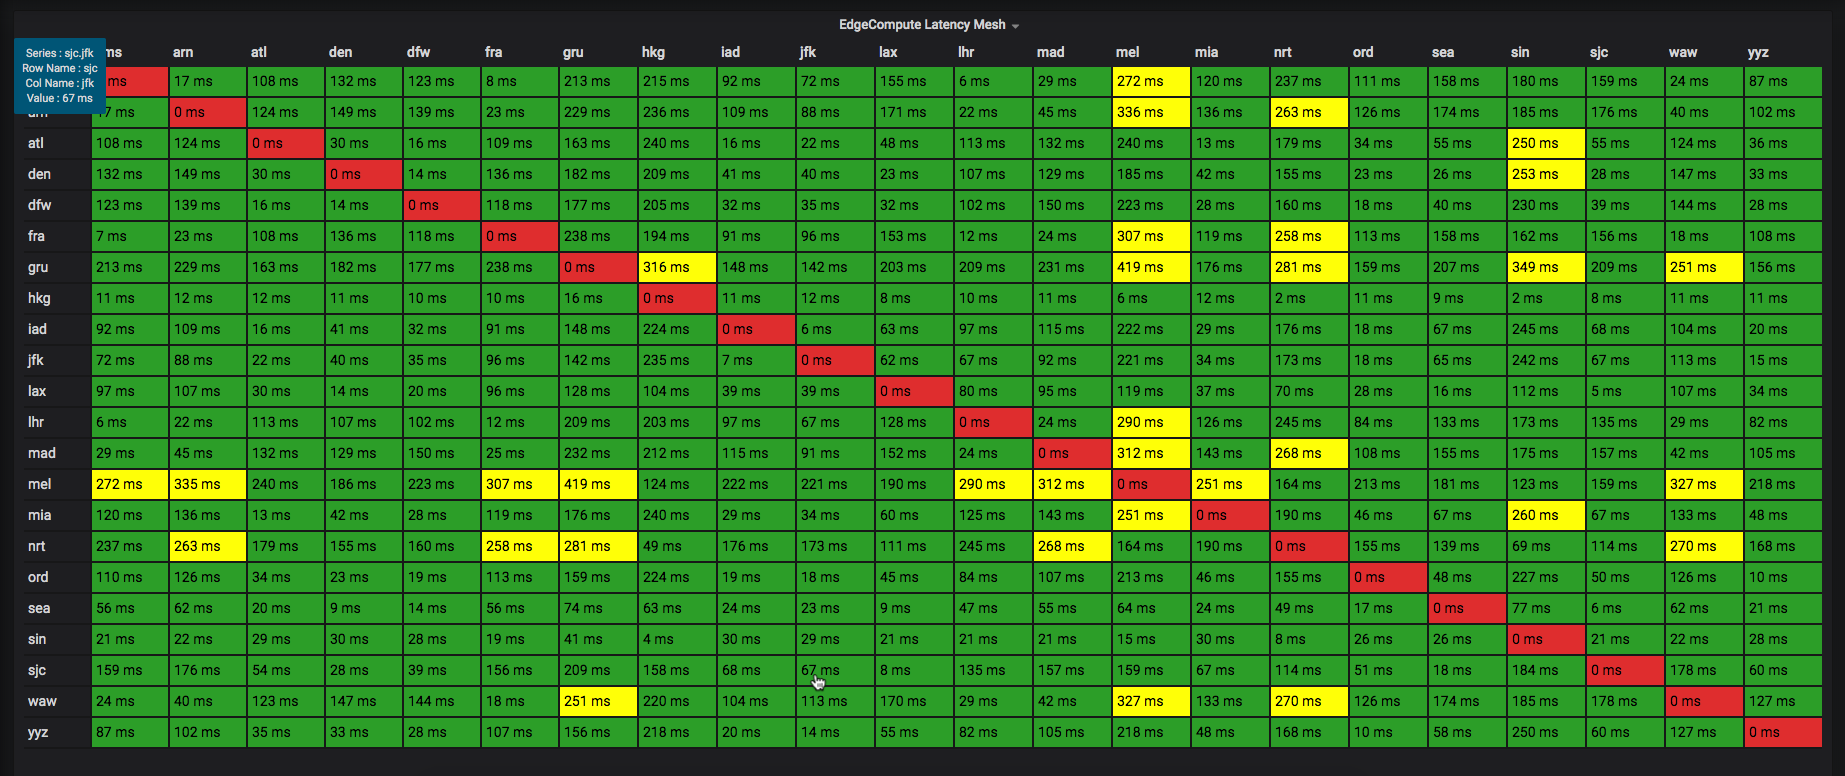 EdgeCompute Latency Mesh
Series : sjc.jfk
Row Name : sjc
Col Name : jfk
Value : 67 ms
ms arn atl den dfw fra gru hkg iad jfk lax lhr mad mel mia nrt ord sea sin sjc waw yyz
ms 17 ms 108 ms 132 ms 123 ms 8 ms 213 ms 215 ms 92 ms 72 ms 155 ms 6 ms 29 ms 272 ms 120 ms 237 ms 111 ms 158 ms 180 ms 159 ms 24 ms 87 ms
arn 17 ms 0 ms 124 ms 149 ms 139 ms 23 ms 229 ms 236 ms 109 ms 88 ms 171 ms 22 ms 45 ms 336 ms 136 ms 263 ms 126 ms 174 ms 185 ms 176 ms 40 ms 102 ms
atl 108 ms 124 ms 0 ms 30 ms 16 ms 109 ms 163 ms 240 ms 16 ms 22 ms 48 ms 113 ms 132 ms 240 ms 13 ms 179 ms 34 ms 55 ms 250 ms 55 ms 124 ms 36 ms
den 132 ms 149 ms 30 ms 0 ms 14 ms 136 ms 182 ms 209 ms 41 ms 40 ms 23 ms 107 ms 129 ms 185 ms 42 ms 155 ms 23 ms 26 ms 253 ms 28 ms 147 ms 33 ms
dfw 123 ms 139 ms 16 ms 14 ms 0 ms 118 ms 177 ms 205 ms 32 ms 35 ms 32 ms 102 ms 150 ms 223 ms 28 ms 160 ms 18 ms 40 ms 230 ms 39 ms 144 ms 28 ms
fra 7 ms 23 ms 108 ms 136 ms 118 ms 0 ms 238 ms 194 ms 91 ms 96 ms 153 ms 12 ms 24 ms 307 ms 119 ms 258 ms 113 ms 158 ms 162 ms 156 ms 18 ms 108 ms
gru 213 ms 229 ms 163 ms 182 ms 177 ms 238 ms 0 ms 316 ms 148 ms 142 ms 203 ms 209 ms 231 ms 419 ms 176 ms 281 ms 159 ms 207 ms 349 ms 209 ms 251 ms 156 ms
hkg 11 ms 12 ms 12 ms 11 ms 10 ms 10 ms 16 ms 0 ms 11 ms 12 ms 8 ms 10 ms 11 ms 6 ms 12 ms 2 ms 11 ms 9 ms 2 ms 8 ms 11 ms 11 ms
iad 92 ms 109 ms 16 ms 41 ms 32 ms 91 ms 148 ms 224 ms 0 ms 6 ms 63 ms 97 ms 115 ms 222 ms 29 ms 176 ms 18 ms 67 ms 245 ms 68 ms 104 ms 20 ms
jfk 72 ms 88 ms 22 ms 40 ms 35 ms 96 ms 142 ms 235 ms 7 ms 0 ms 62 ms 67 ms 92 ms 221 ms 34 ms 173 ms 18 ms 65 ms 242 ms 67 ms 113 ms 15 ms
lax 97 ms 107 ms 30 ms 14 ms 20 ms 96 ms 128 ms 104 ms 39 ms 39 ms 0 ms 80 ms 95 ms 119 ms 37 ms 70 ms 28 ms 16 ms 112 ms 5 ms 107 ms 34 ms
lhr 6 ms 22 ms 113 ms 107 ms 102 ms 12 ms 209 ms 203 ms 97 ms 67 ms 128 ms 0 ms 24 ms 290 ms 126 ms 245 ms 84 ms 133 ms 173 ms 135 ms 29 ms 82 ms
mad 29 ms 45 ms 132 ms 129 ms 150 ms 25 ms 232 ms 212 ms 115 ms 91 ms 152 ms 24 ms 0 ms 312 ms 143 ms 268 ms 108 ms 155 ms 175 ms 157 ms 42 ms 105 ms
mel 272 ms 335 ms 240 ms 186 ms 223 ms 307 ms 419 ms 124 ms 222 ms 221 ms 190 ms 290 ms 312 ms 0 ms 251 ms 164 ms 213 ms 181 ms 123 ms 159 ms 327 ms 218 ms
mia 120 ms 136 ms 13 ms 42 ms 28 ms 119 ms 176 ms 240 ms 29 ms 34 ms 60 ms 125 ms 143 ms 251 ms 0 ms 190 ms 46 ms 67 ms 260 ms 67 ms 133 ms 48 ms
nrt 237 ms 263 ms 179 ms 155 ms 160 ms 258 ms 281 ms 49 ms 176 ms 173 ms 111 ms 245 ms 268 ms 164 ms 190 ms 0 ms 155 ms 139 ms 69 ms 114 ms 270 ms 168 ms
ord 110 ms 126 ms 34 ms 23 ms 19 ms 113 ms 159 ms 224 ms 19 ms 18 ms 45 ms 84 ms 107 ms 213 ms 46 ms 155 ms 0 ms 48 ms 227 ms 50 ms 126 ms 10 ms
sea 56 ms 62 ms 20 ms 9 ms 14 ms 56 ms 74 ms 63 ms 24 ms 23 ms 9 ms 47 ms 55 ms 64 ms 24 ms 49 ms 17 ms 0 ms 77 ms 6 ms 62 ms 21 ms
sin 21 ms 22 ms 29 ms 30 ms 28 ms 19 ms 41 ms 4 ms 30 ms 29 ms 21 ms 21 ms 21 ms 15 ms 30 ms 8 ms 26 ms 26 ms 0 ms 21 ms 22 ms 28 ms
sjc 159 ms 176 ms 54 ms 28 ms 39 ms 156 ms 209 ms 158 ms 68 ms 67 ms 8 ms 135 ms 157 ms 159 ms 67 ms 114 ms 51 ms 18 ms 184 ms 0 ms 178 ms 60 ms
waw 24 ms 40 ms 123 ms 147 ms 144 ms 18 ms 251 ms 220 ms 104 ms 113 ms 170 ms 29 ms 42 ms 327 ms 133 ms 270 ms 126 ms 174 ms 185 ms 178 ms 0 ms 127 ms
yyz 87 ms 102 ms 35 ms 33 ms 28 ms 107 ms 156 ms 218 ms 20 ms 14 ms 55 ms 82 ms 105 ms 218 ms 48 ms 168 ms 10 ms 58 ms 250 ms 60 ms 127 ms 0 ms